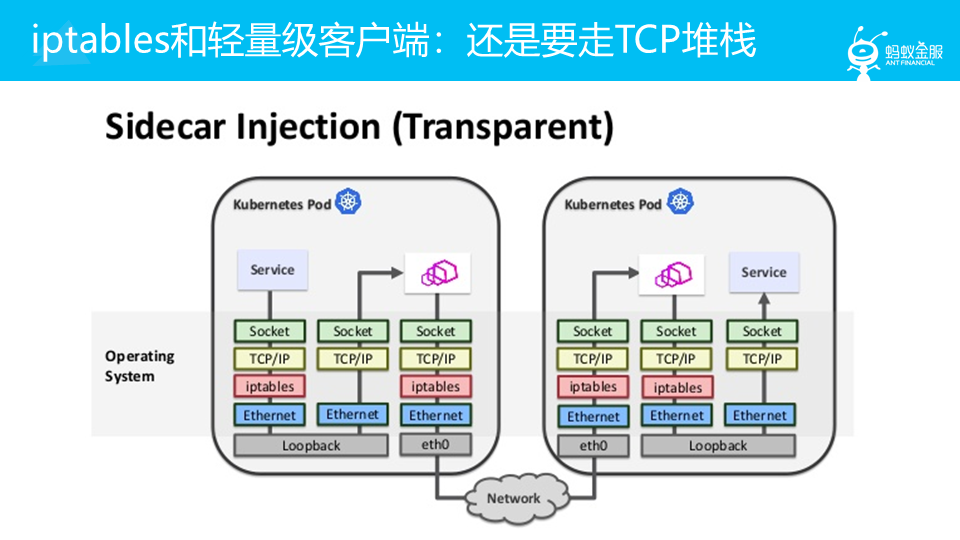 iptables和轻量级客户端：还是要走TCP堆栈
蚂蚁金服
ANT FINANCIAL
Sidecar Injection (Transparent)
Kubernetes Pod
Kubernetes Pod
Service
Service
Operating
System
Socket
Socket
Socket
Socket
Socket
Socket
TCP/IP
TCP/IP
TCP/IP
TCP/IP
TCP/IP
TCP/IP
iptables
iptables
iptables
iptables
Ethernet
Ethernet
Ethernet
Ethernet
Ethernet
Ethernet
Loopback
eth0
eth0
Loopback
Network